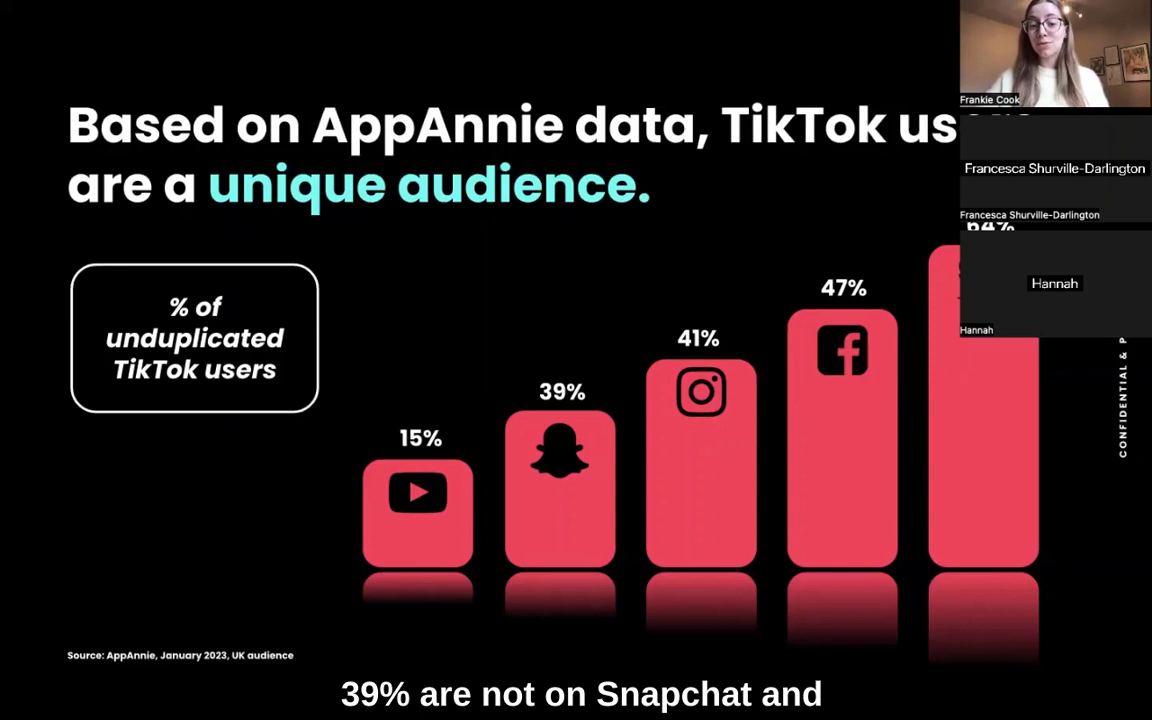 Based on AppAnnie data, TikTok
are a unique audience.
% of
unduplicated
TikTok users
15%
39%
41%
47%
64%
Frankie Cook
Francesca Shurville-Darlington
Francesca Shurville-Darlington
Hannah
Hannah
CONFIDENTIAL &
Source: AppAnnie, January 2023, UK audience
39% are not on Snapchat and